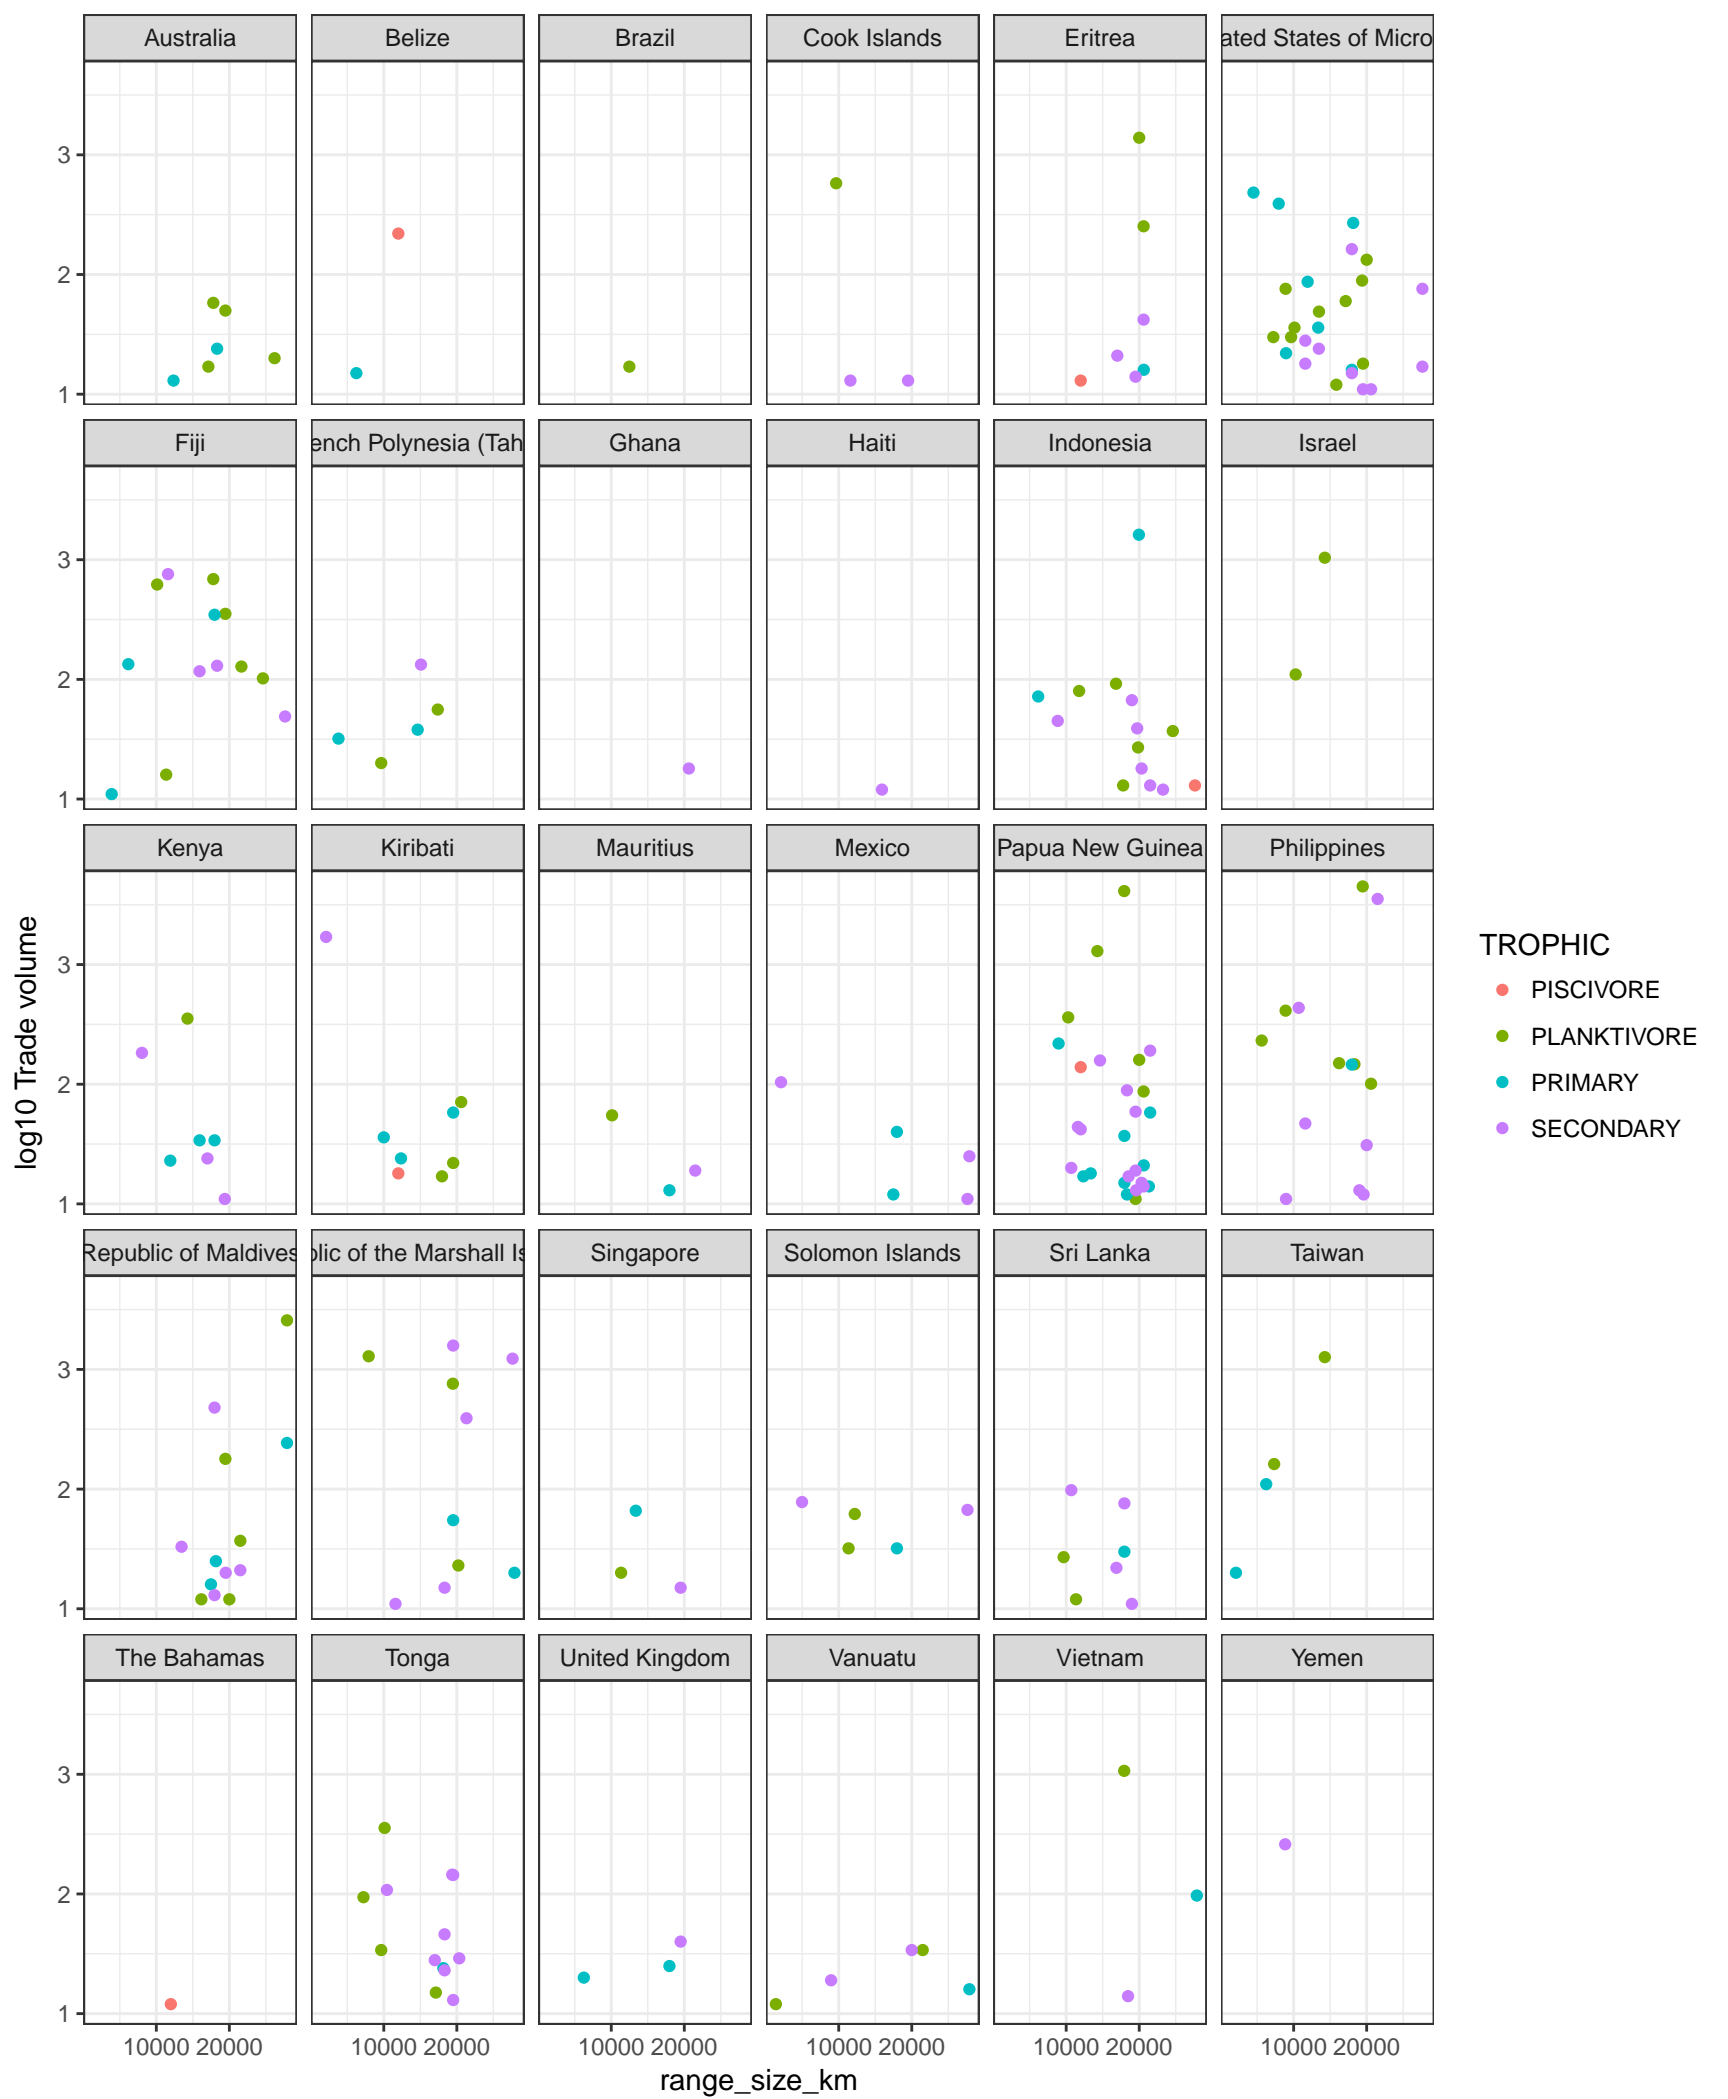 Australia Belize Brazil Cook Islands Eritrea ated States of Micro
3
2
1
Fiji ench Polynesia (Tah Ghana Haiti Indonesia Israel
3
2
1
Kenya Kiribati Mauritius Mexico Papua New Guinea Philippines
3
2
1
Republic of Maldives blic of the Marshall Is Singapore Solomon Islands Sri Lanka Taiwan
3
2
1
The Bahamas Tonga United Kingdom Vanuatu Vietnam Yemen
3
2
1
10000 20000 10000 20000 10000 20000 10000 20000 10000 20000 10000 20000
range_size_km
log10 Trade volume
TROPHIC
PISCIVORE
PLANKTIVORE
PRIMARY
SECONDARY